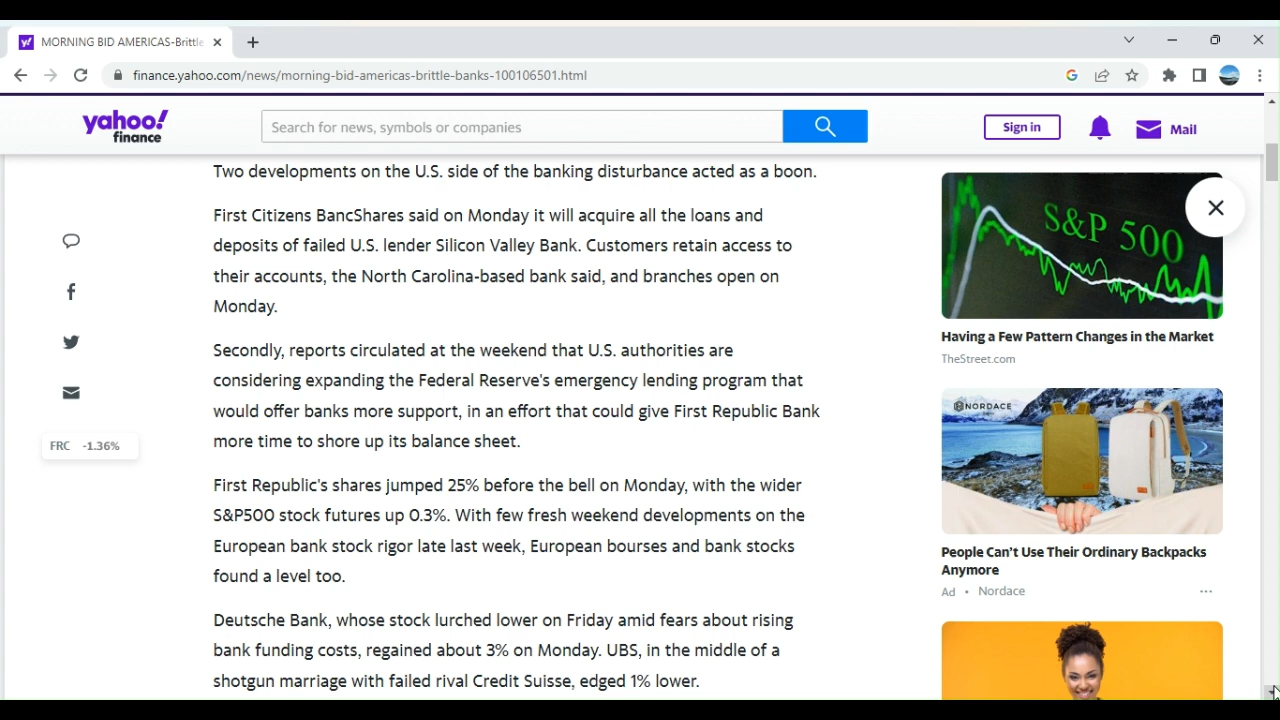 MORNING BID AMERICAS-Brittle
finance.yahoo.com/news/morning-bid-americas-brittle-banks-100106501.html
yahoo!
finance
Search for news, symbols or companies
Sign in
Mail
Two developments on the U.S. side of the banking disturbance acted as a boon.
First Citizens BancShares said on Monday it will acquire all the loans and
deposits of failed U.S. lender Silicon Valley Bank. Customers retain access to
their accounts, the North Carolina-based bank said, and branches open on
Monday.
Secondly, reports circulated at the weekend that U.S. authorities are
considering expanding the Federal Reserve's emergency lending program that
would offer banks more support, in an effort that could give First Republic Bank
more time to shore up its balance sheet.
FRC -1.36%
First Republic's shares jumped 25% before the bell on Monday, with the wider
S&P500 stock futures up 0.3%. With few fresh weekend developments on the
European bank stock rigor late last week, European bourses and bank stocks
found a level too.
Deutsche Bank, whose stock lurched lower on Friday amid fears about rising
bank funding costs, regained about 3% on Monday. UBS, in the middle of a
shotgun marriage with failed rival Credit Suisse, edged 1% lower.
S&P 500
Having a Few Pattern Changes in the Market
TheStreet.com
NORDACE
People Can't Use Their Ordinary Backpacks
Anymore
Ad • Nordace